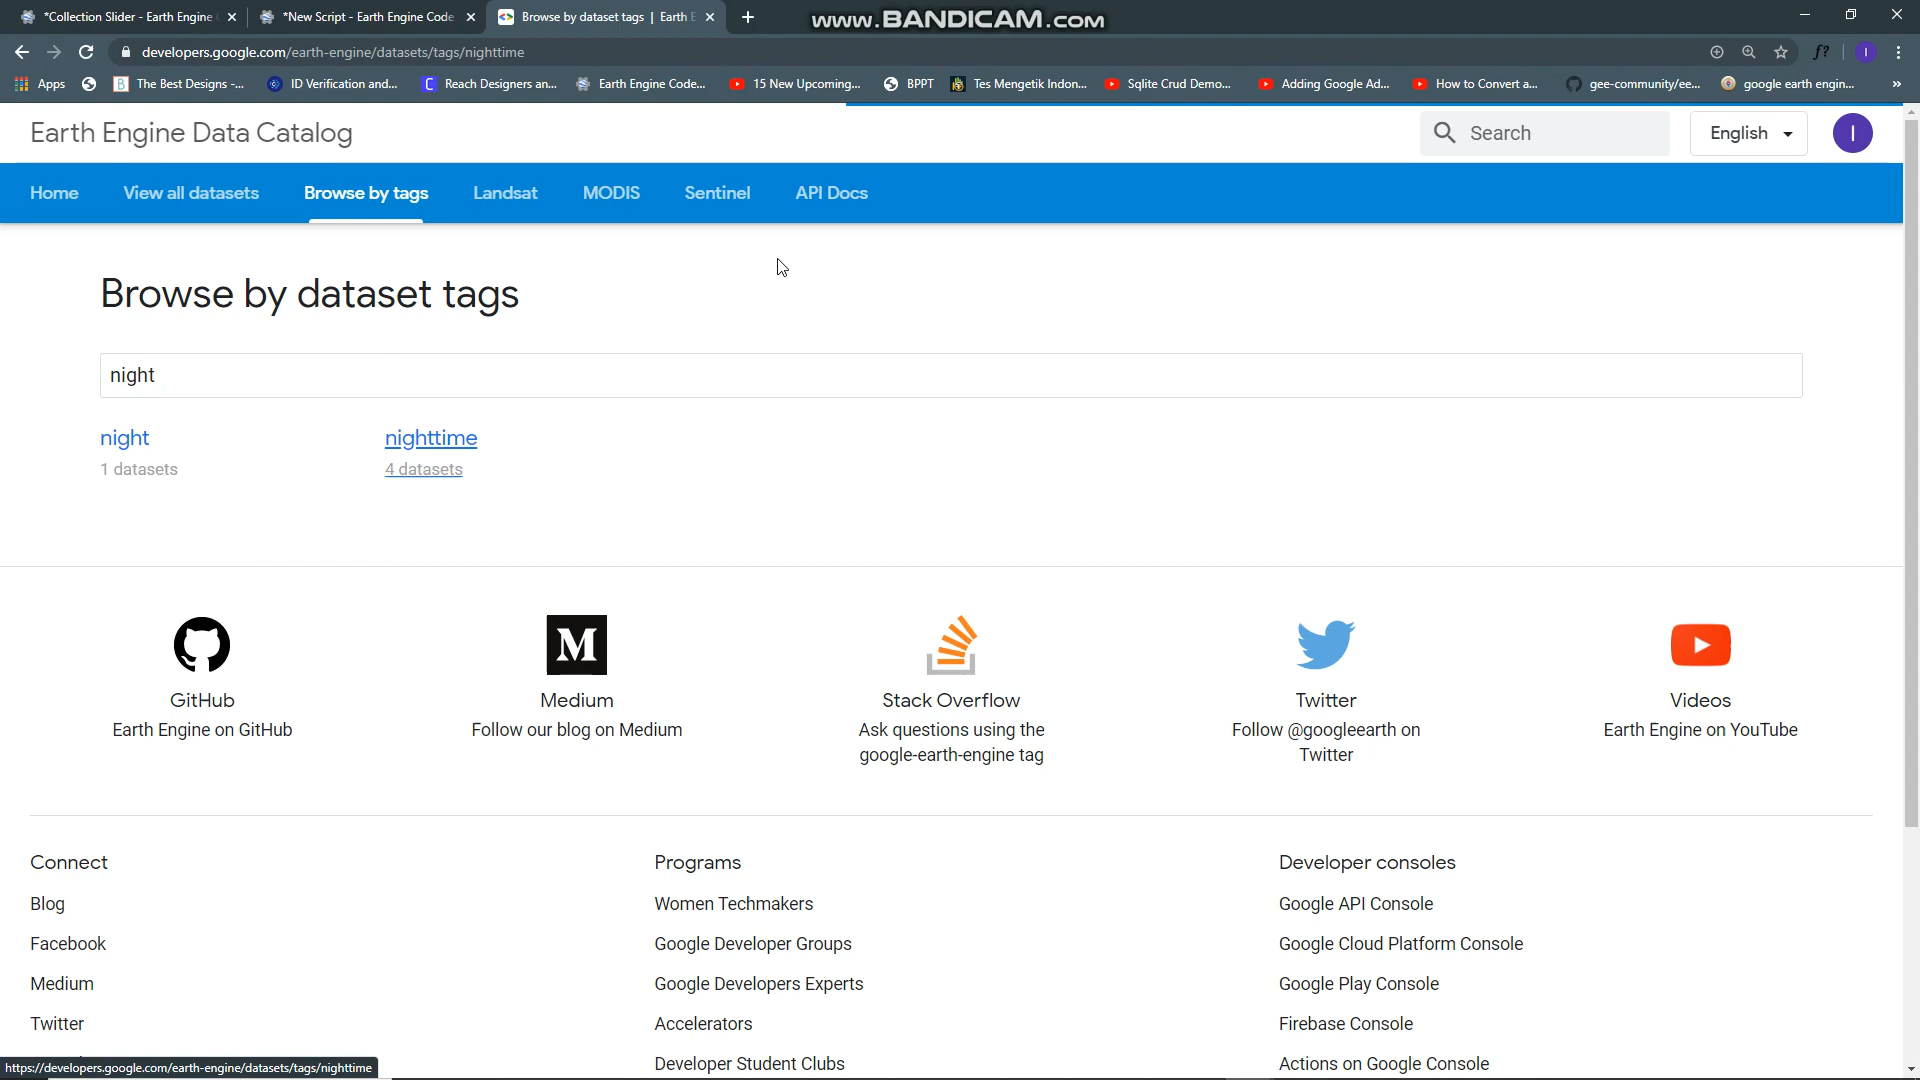 *Collection Slider - Earth Engine
*New Script - Earth Engine Code
Browse by dataset tags | Earth E
www.BANDICAM.com
developers.google.com/earth-engine/datasets/tags/nighttime
f?
I
Apps
The Best Designs -...
ID Verification and...
Reach Designers an...
Earth Engine Code...
15 New Upcoming...
BPPT
Tes Mengetik Indon...
Sqlite Crud Demo...
Adding Google Ad...
How to Convert a...
gee-community/ee...
google earth engin...
»
Earth Engine Data Catalog
Search
English
I
Home
View all datasets
Browse by tags
Landsat
MODIS
Sentinel
API Docs
Browse by dataset tags
night
night
nighttime
1 datasets
4 datasets
M
GitHub
Medium
Stack Overflow
Twitter
Videos
Earth Engine on GitHub
Follow our blog on Medium
Ask questions using the
google-earth-engine tag
Follow @googleearth on
Twitter
Earth Engine on YouTube
Connect
Programs
Developer consoles
Blog
Women Techmakers
Google API Console
Facebook
Google Developer Groups
Google Cloud Platform Console
Medium
Google Developers Experts
Google Play Console
Twitter
Accelerators
Firebase Console
Developer Student Clubs
Actions on Google Console
https://developers.google.com/earth-engine/datasets/tags/nighttime